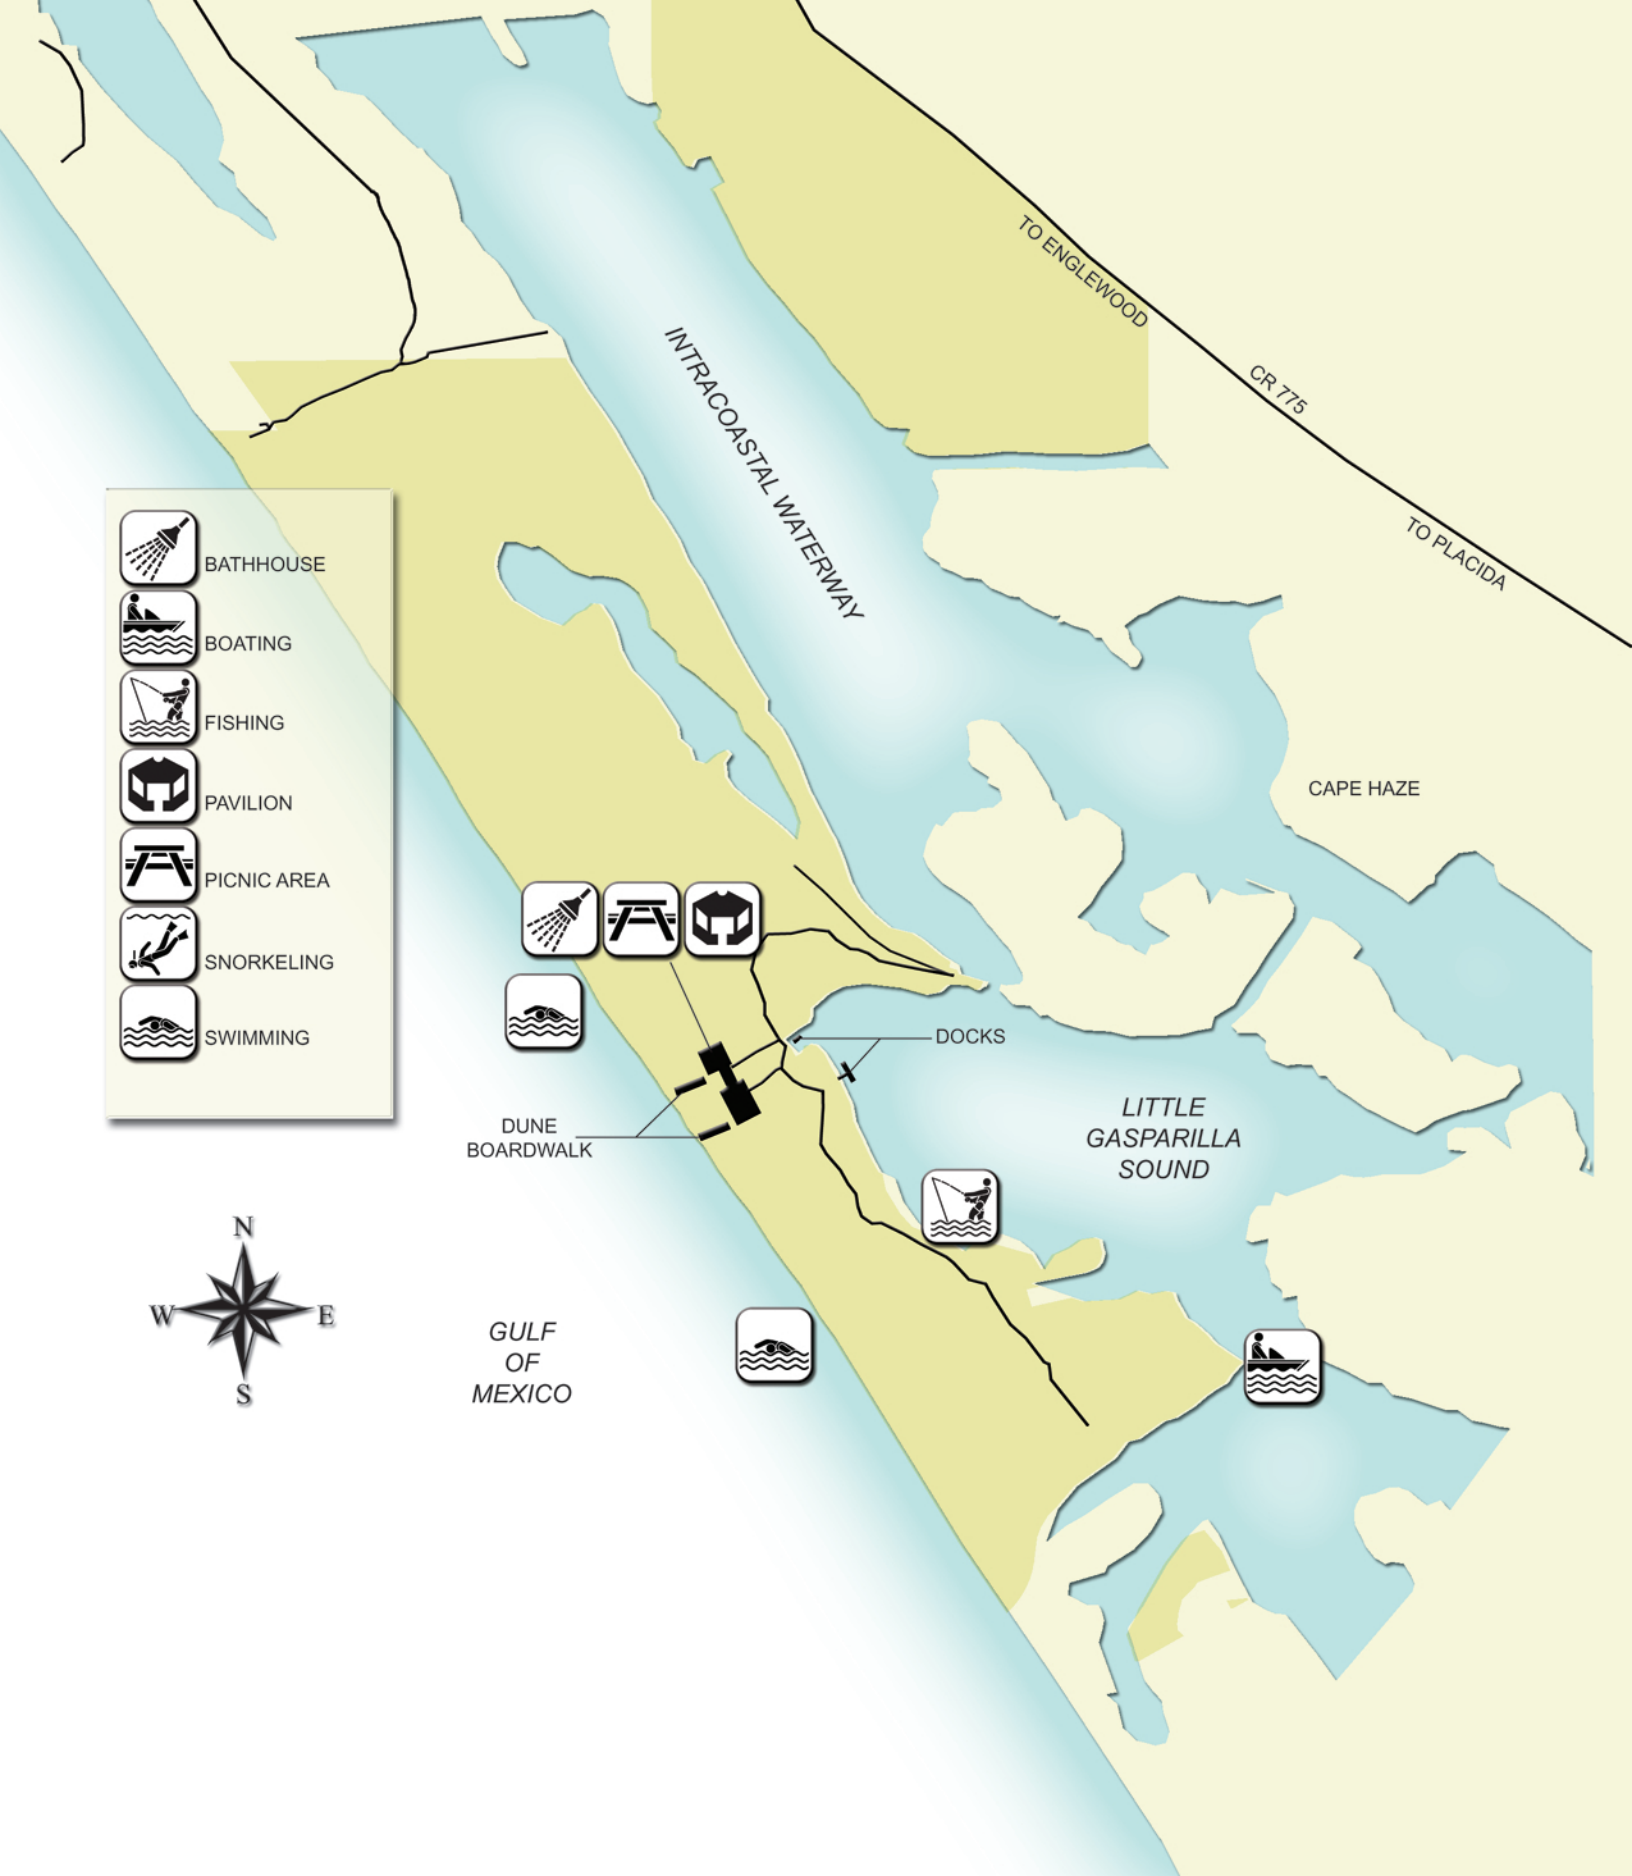 TO ENGLEWOOD
CR 775
TO PLACIDA
INTRACOASTAL WATERWAY
CAPE HAZE
BATHHOUSE
BOATING
FISHING
PAVILION
PICNIC AREA
SNORKELING
SWIMMING
DOCKS
LITTLE
GASPARILLA
SOUND
DUNE
BOARDWALK
N
W
E
S
GULF
OF
MEXICO